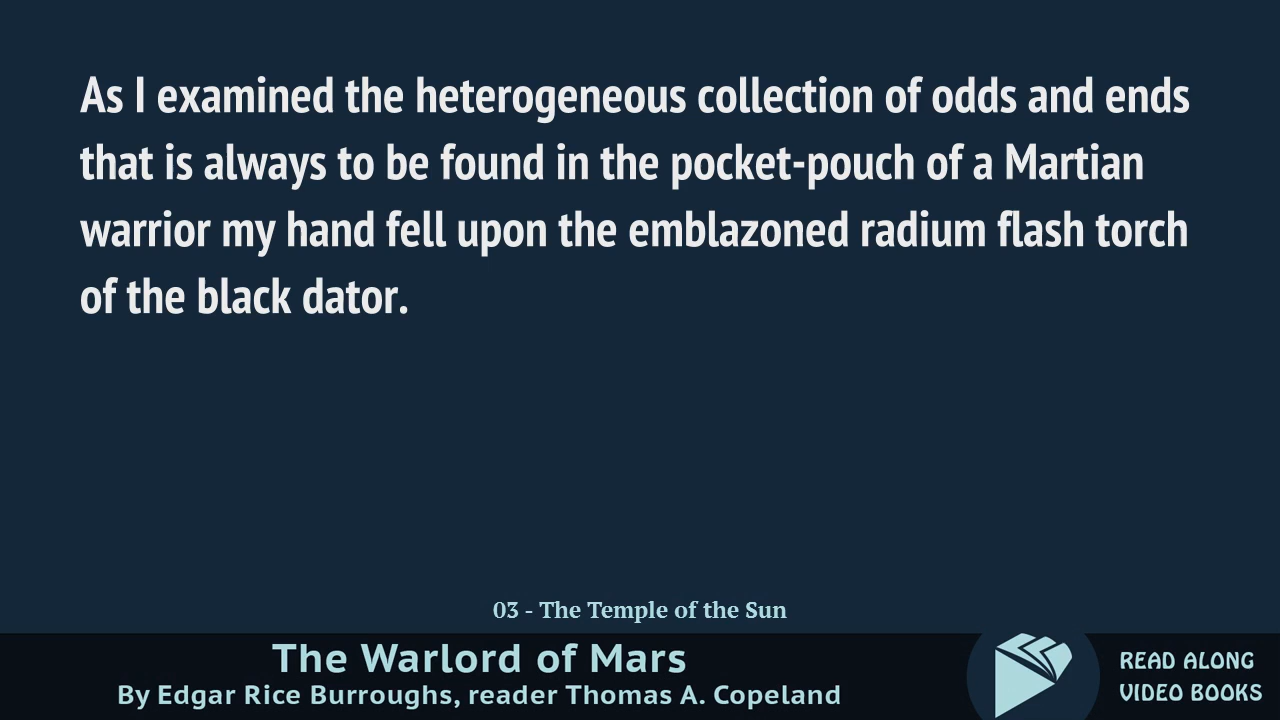 As I examined the heterogeneous collection of odds and ends
that is always to be found in the pocket-pouch of a Martian
warrior my hand fell upon the emblazoned radium flash torch
of the black dator.
03 - The Temple of the Sun
The Warlord of Mars
By Edgar Rice Burroughs, reader Thomas A. Copeland
READ ALONG
VIDEO BOOKS